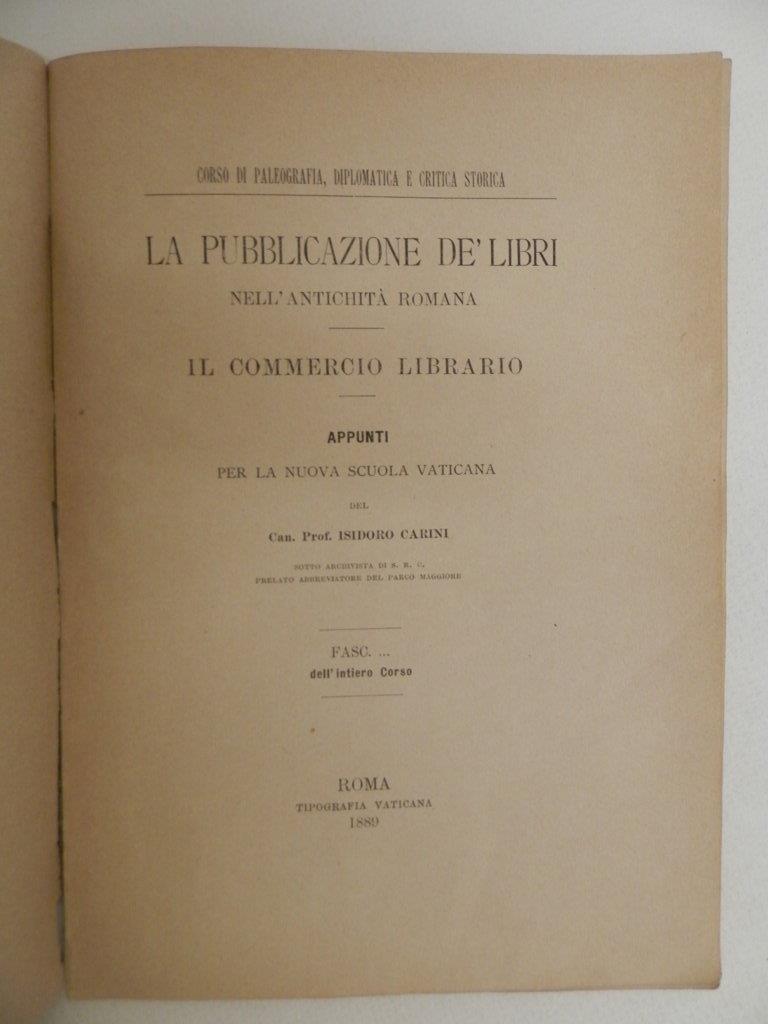 CORSO DI PALEOGRAFIA, DIPLOMATICA E CRITICA STORICA
LA PUBBLICAZIONE DE' LIBRI
NELL'ANTICHITÀ ROMANA
IL COMMERCIO LIBRARIO
APPUNTI
PER LA NUOVA SCUOLA VATICANA
DEL
Can. Prof. ISIDORO CARINI
SOTTO ARCHIVISTA DI S. R. C.
PRELATO ABBREVIATORE DEL PARCO MAGGIORE
FASC. ...
dell'intiero Corso
ROMA
TIPOGRAFIA VATICANA
1889